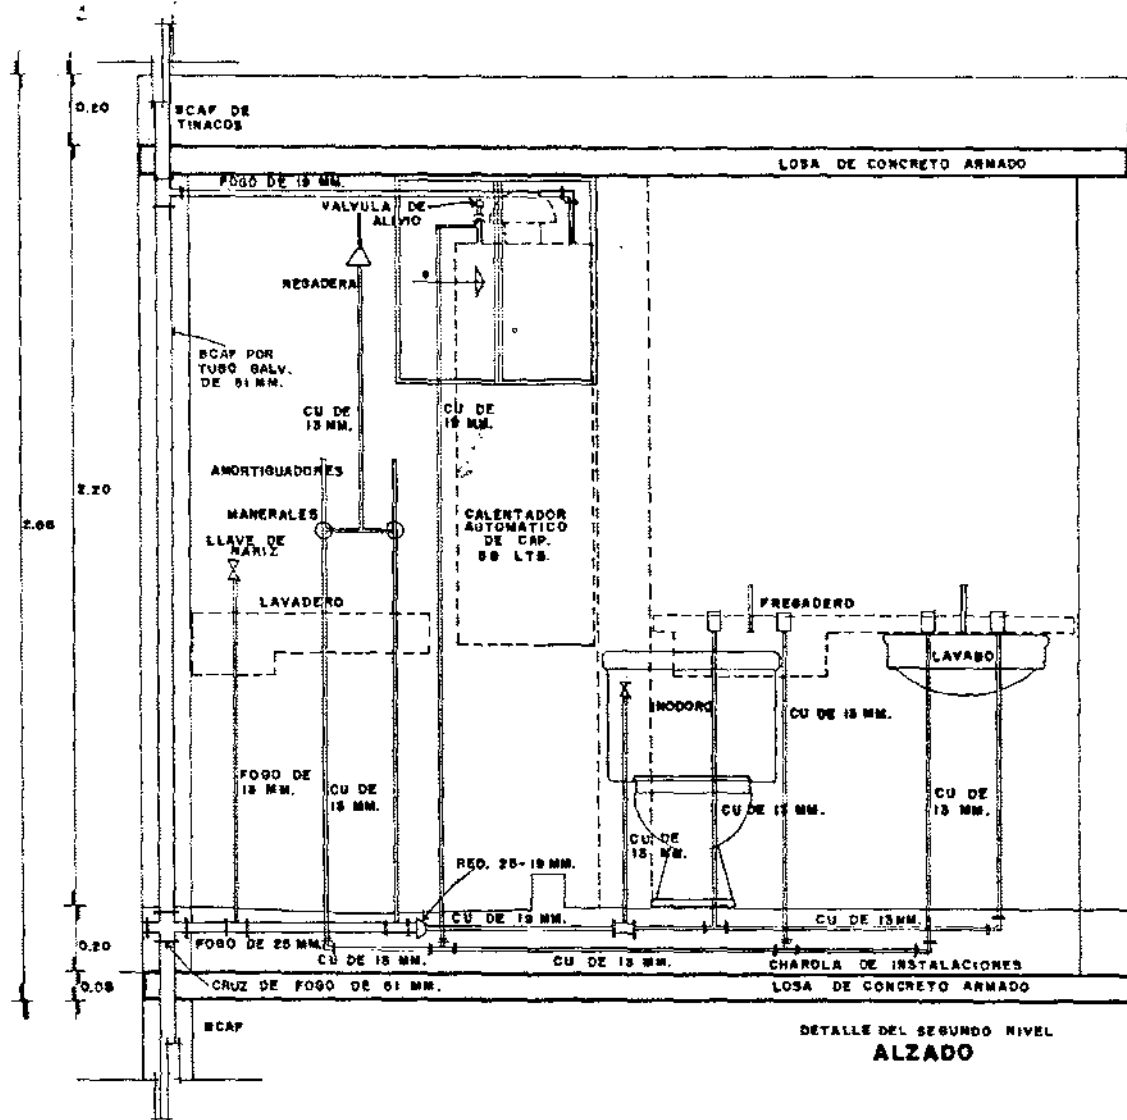 0.20
BCAF DE
TINACOS
LOSA DE CONCRETO ARMADO
FOGO DE 19 MM.
VALVULA DE
ALIVIO
REGADERA
BCAF POR
TUBO GALV.
DE 51 MM.
CU DE
13 MM.
CU DE
19 MM.
AMORTIGUADORES
2.20
MANERALES
CALENTADOR
AUTOMATICO
DE CAP.
LTS.
LLAVE DE
NARIZ
LAVADERO
FREGADERO
LAVABO
INODORO
CU DE 13 MM.
FOGO DE
13 MM.
CU DE
13 MM.
CU DE 13 MM.
CU DE
13 MM.
CU DE
13 MM.
RED. 25-19 MM.
CU DE 19 MM.
CU DE 13 MM.
0.20
FOGO DE 25 MM.
CU DE 13 MM.
CU DE 13 MM.
CHAROLA DE INSTALACIONES
CRUZ DE FOGO DE 51 MM.
LOSA DE CONCRETO ARMADO
BCAF
DETALLE DEL SEGUNDO NIVEL
ALZADO